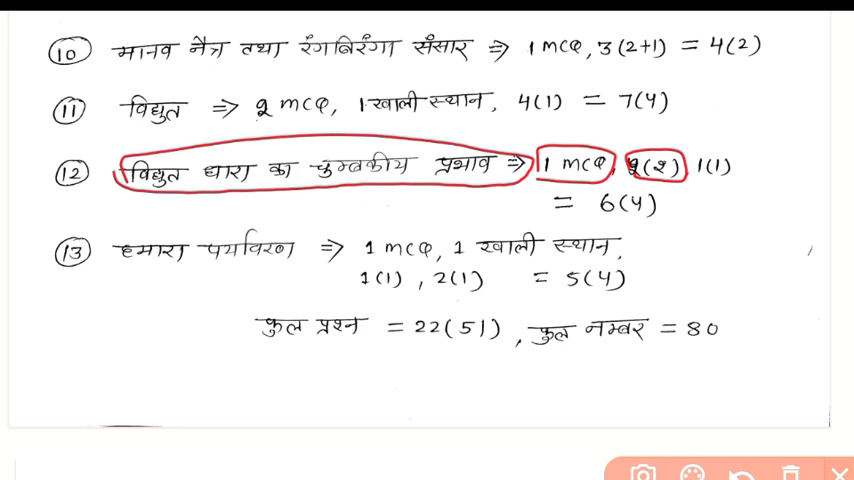 (10) मानव नैत्र तथा रंगबिरंगा संसार ⇒ 1 MCQ, 3(2+1) = 4(2)
(11) विद्युत ⇒ 2 MCQ, 1 खाली स्थान, 4(1) = 7(4)
(12) विद्युत धारा का चुम्बकीय प्रभाव ⇒ 1 MCQ, 2(2) 1(1)
= 6(4)
(13) हमारा पर्यावरण ⇒ 1 MCQ, 1 खाली स्थान,
1(1), 2(1) = 5(4)
कुल प्रश्न = 22(51), कुल नम्बर = 80